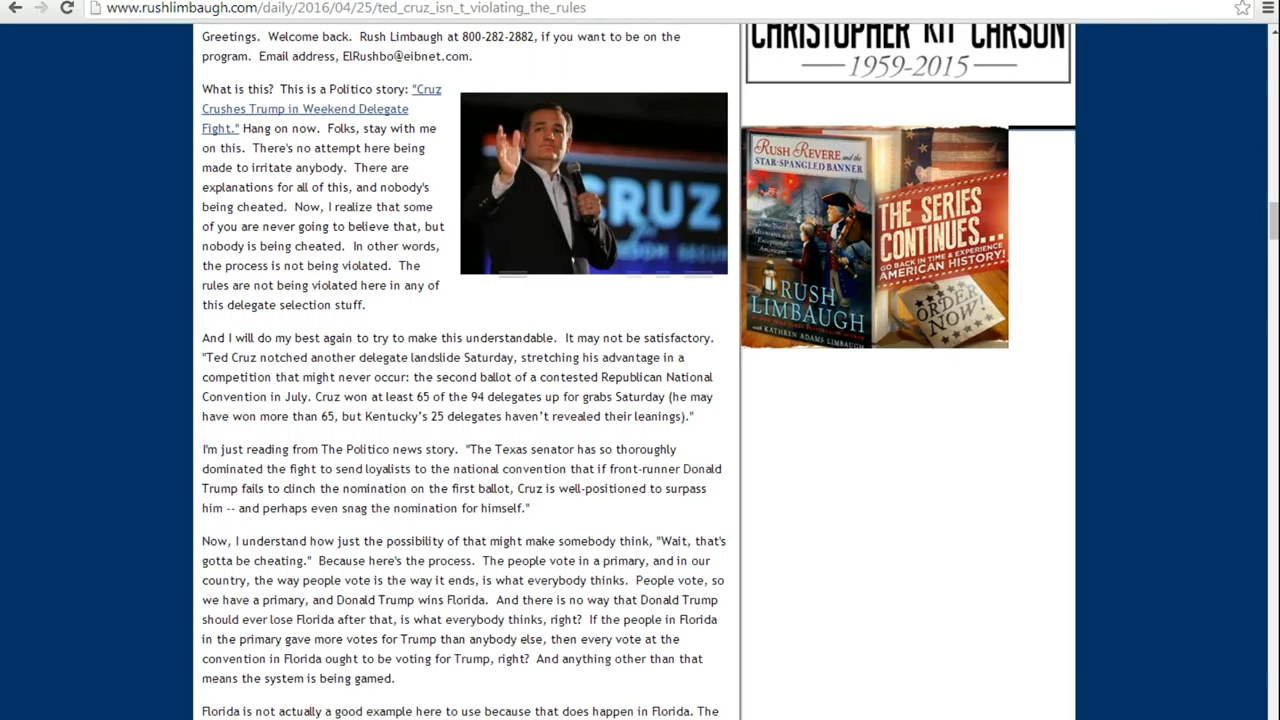 www.rushlimbaugh.com/daily/2016/04/25/ted_cruz_isn_t_violating_the_rules
Greetings.  Welcome back.  Rush Limbaugh at 800-282-2882, if you want to be on the
program.  Email address, ElRushbo@eibnet.com.
What is this?  This is a Politico story: "Cruz
Crushes Trump in Weekend Delegate
Fight." Hang on now.  Folks, stay with me
on this.  There's no attempt here being
made to irritate anybody.  There are
explanations for all of this, and nobody's
being cheated.  Now, I realize that some
of you are never going to believe that, but
nobody is being cheated.  In other words,
the process is not being violated.  The
rules are not being violated here in any of
this delegate selection stuff.
CRUZ
And I will do my best again to try to make this understandable.  It may not be satisfactory.
"Ted Cruz notched another delegate landslide Saturday, stretching his advantage in a
competition that might never occur: the second ballot of a contested Republican National
Convention in July. Cruz won at least 65 of the 94 delegates up for grabs Saturday (he may
have won more than 65, but Kentucky’s 25 delegates haven’t revealed their leanings)."
I'm just reading from The Politico news story.  "The Texas senator has so thoroughly
dominated the fight to send loyalists to the national convention that if front-runner Donald
Trump fails to clinch the nomination on the first ballot, Cruz is well-positioned to surpass
him -- and perhaps even snag the nomination for himself."
Now, I understand how just the possibility of that might make somebody think, "Wait, that's
gotta be cheating."  Because here's the process.  The people vote in a primary, and in our
country, the way people vote is the way it ends, is what everybody thinks.  People vote, so
we have a primary, and Donald Trump wins Florida.  And there is no way that Donald Trump
should ever lose Florida after that, is what everybody thinks, right?  If the people in Florida
in the primary gave more votes for Trump than anybody else, then every vote at the
convention in Florida ought to be voting for Trump, right?  And anything other than that
means the system is being gamed.
Florida is not actually a good example here to use because that does happen in Florida. The
CHRISTOPHER KIT CARSON
1959-2015
RUSH REVERE and the
STAR-SPANGLED BANNER
Time-Travel
Adventures with
Exceptional
Americans
RUSH
LIMBAUGH
with KATHRYN ADAMS LIMBAUGH
THE SERIES
CONTINUES...
GO BACK IN TIME & EXPERIENCE
AMERICAN HISTORY!
ORDER
NOW!